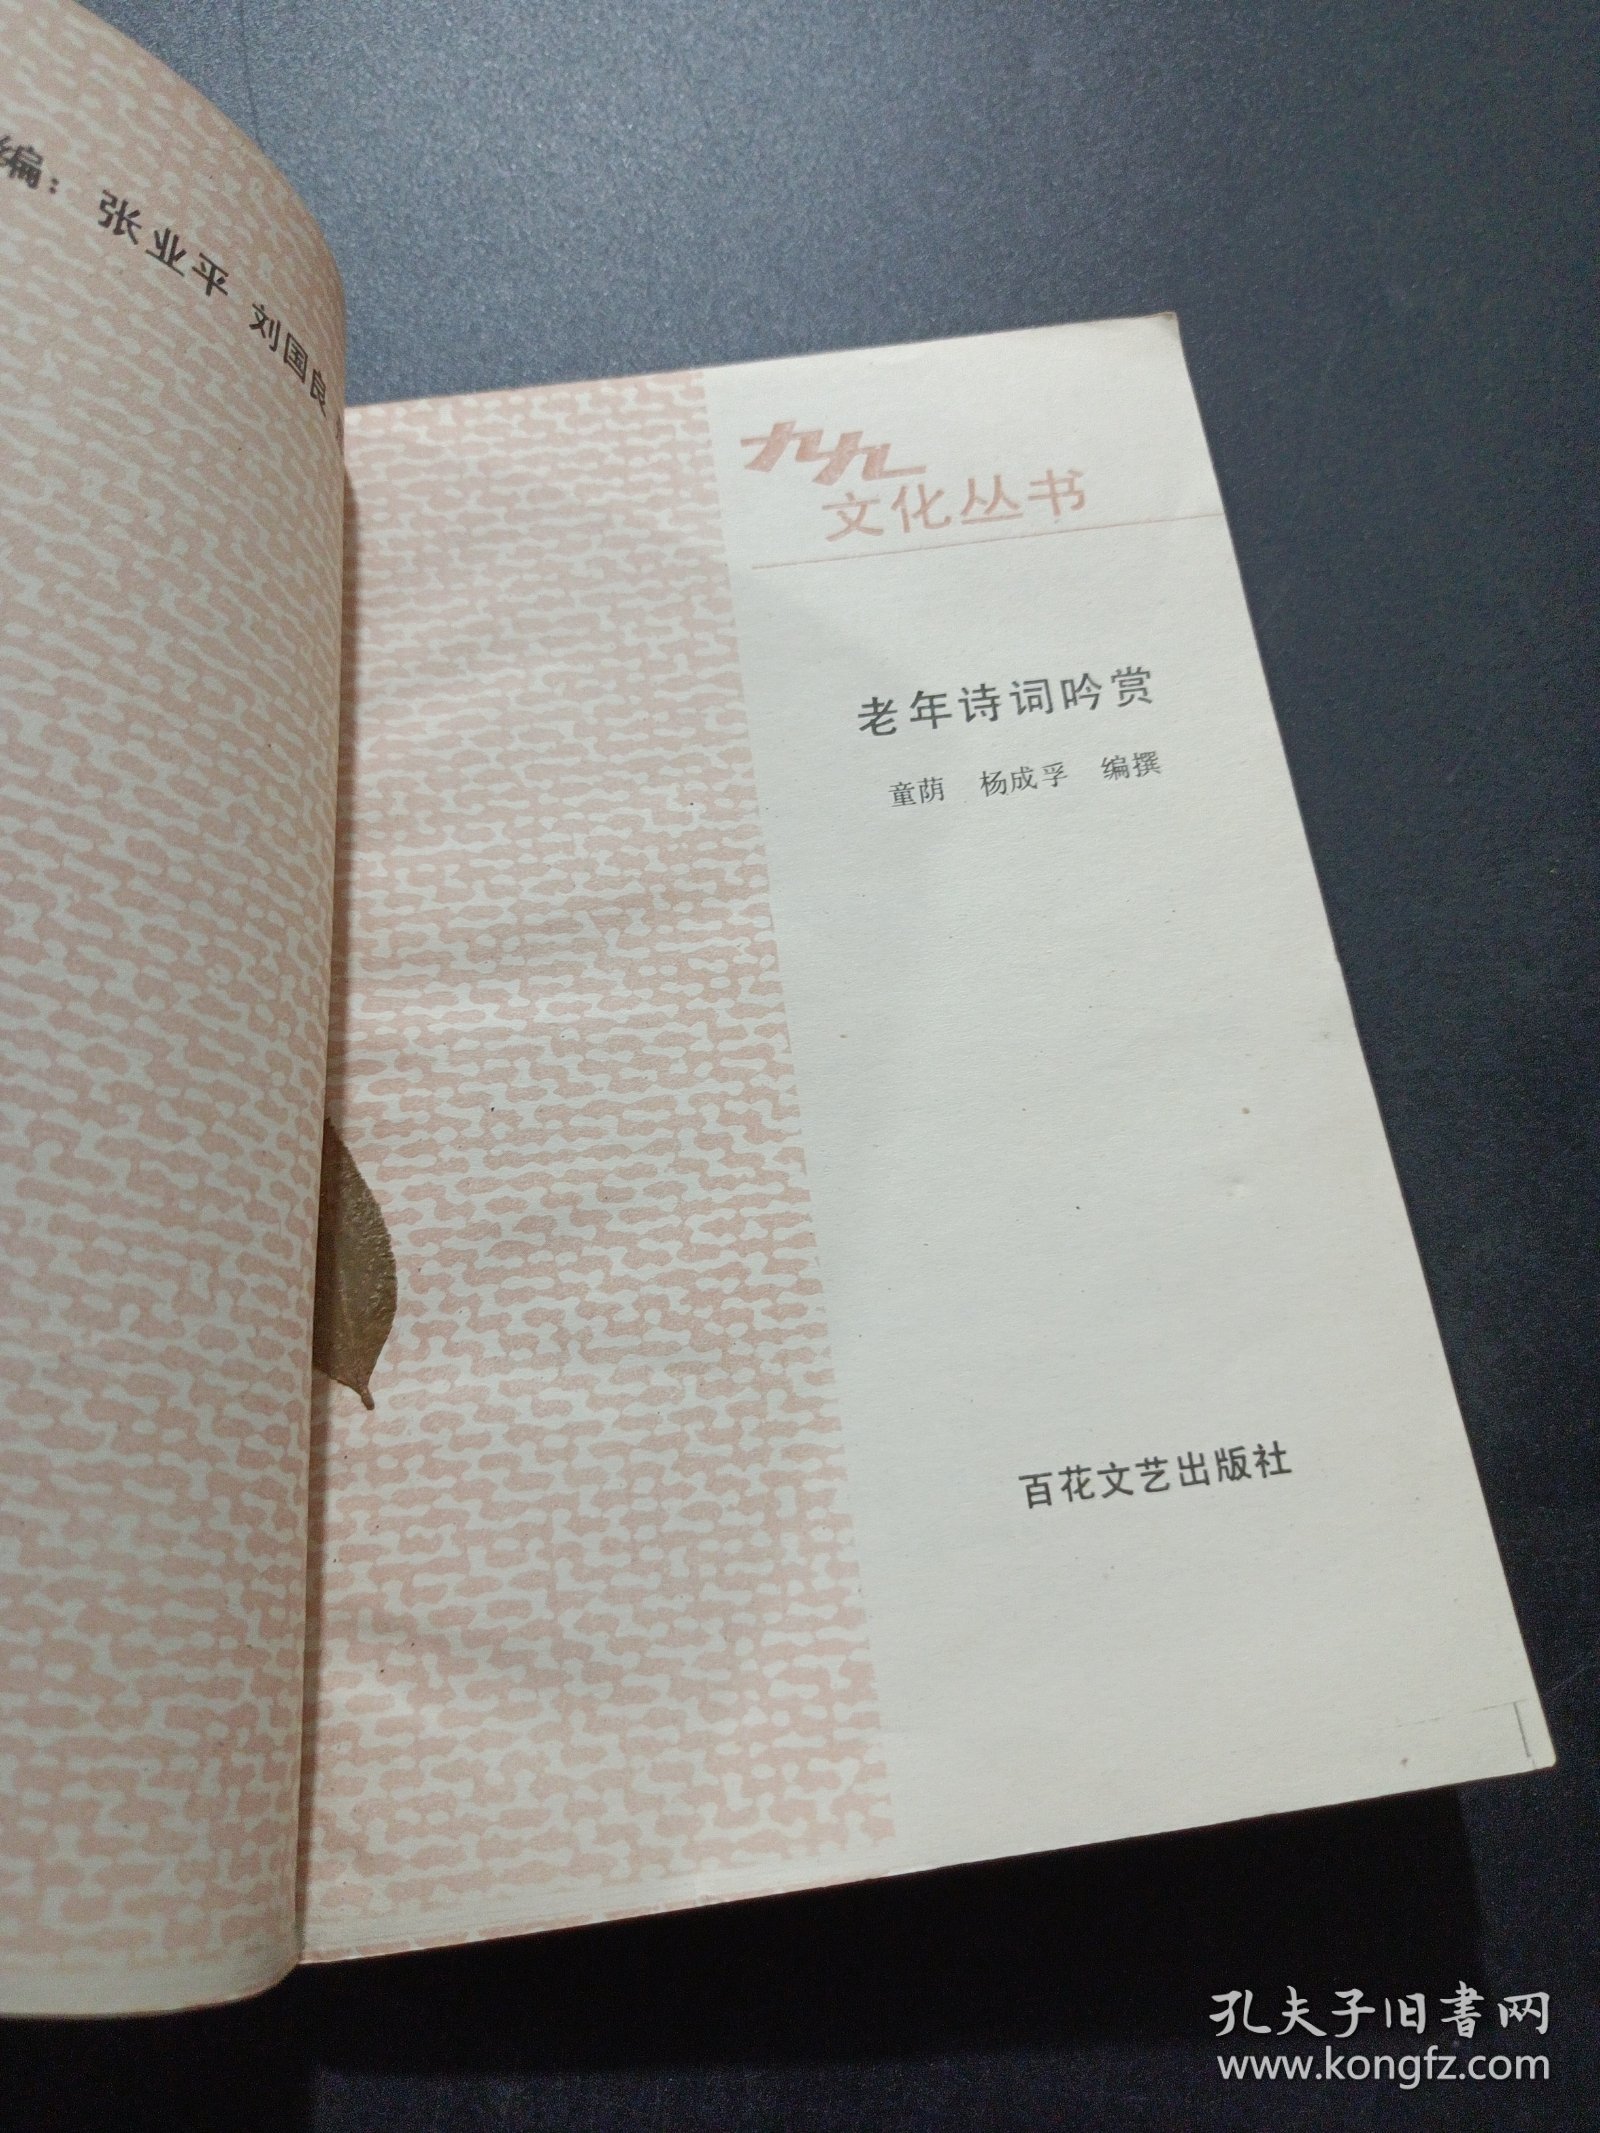 编：张业平 刘国良
九九
文化丛书
老年诗词吟赏
童荫 杨成孚 编撰
百花文艺出版社
孔夫子旧书网
www.kongfz.com